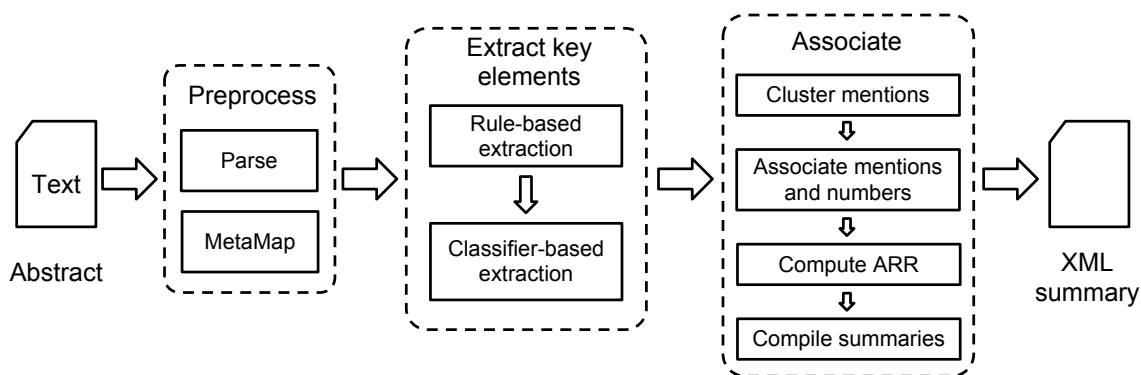 Text
Abstract
Preprocess
Parse
MetaMap
Extract key
elements
Rule-based
extraction
Classifier-based
extraction
Associate
Cluster mentions
Associate mentions
and numbers
Compute ARR
Compile summaries
XML
summary